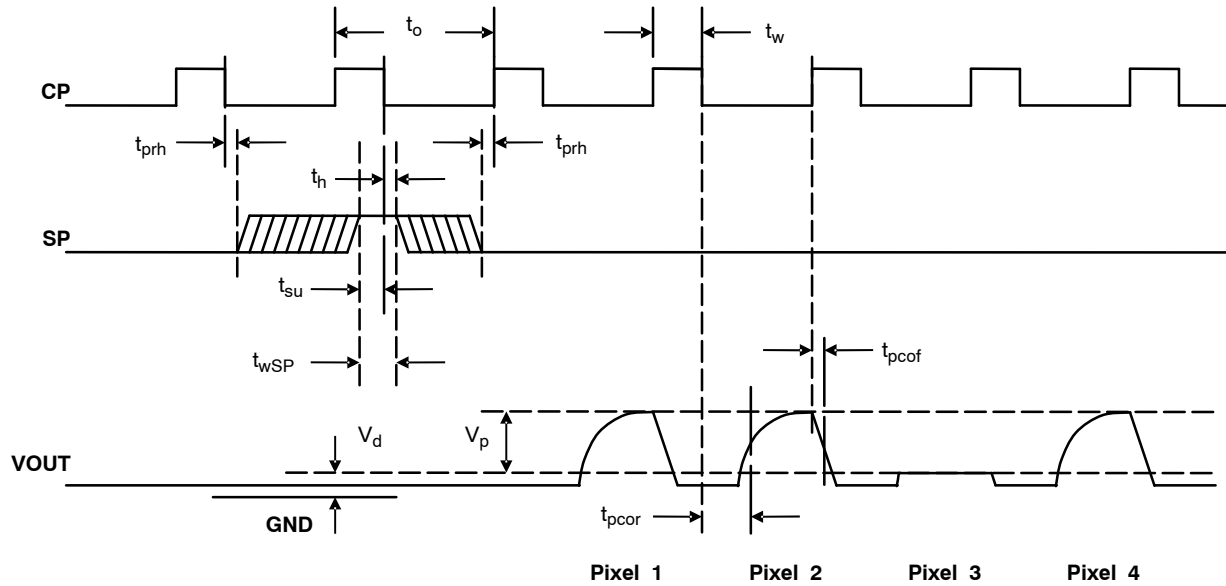 t_o
t_w
CP
t_prh
t_prh
t_h
SP
t_su
t_wSP
t_pcof
V_d
V_p
VOUT
t_pcor
GND
Pixel 1
Pixel 2
Pixel 3
Pixel 4